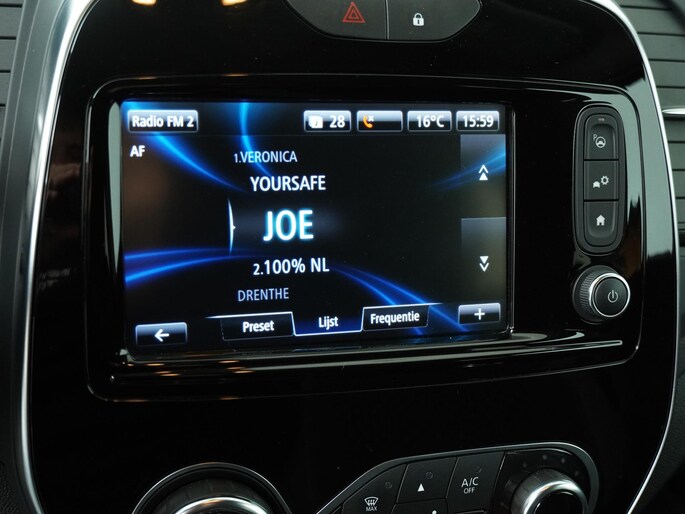 Radio FM 2 28 16°C 15:59
AF
1.VERONICA
YOURSAFE
JOE
2.100% NL
DRENTHE
Preset Lijst Frequentie +
A/C
OFF
MAX